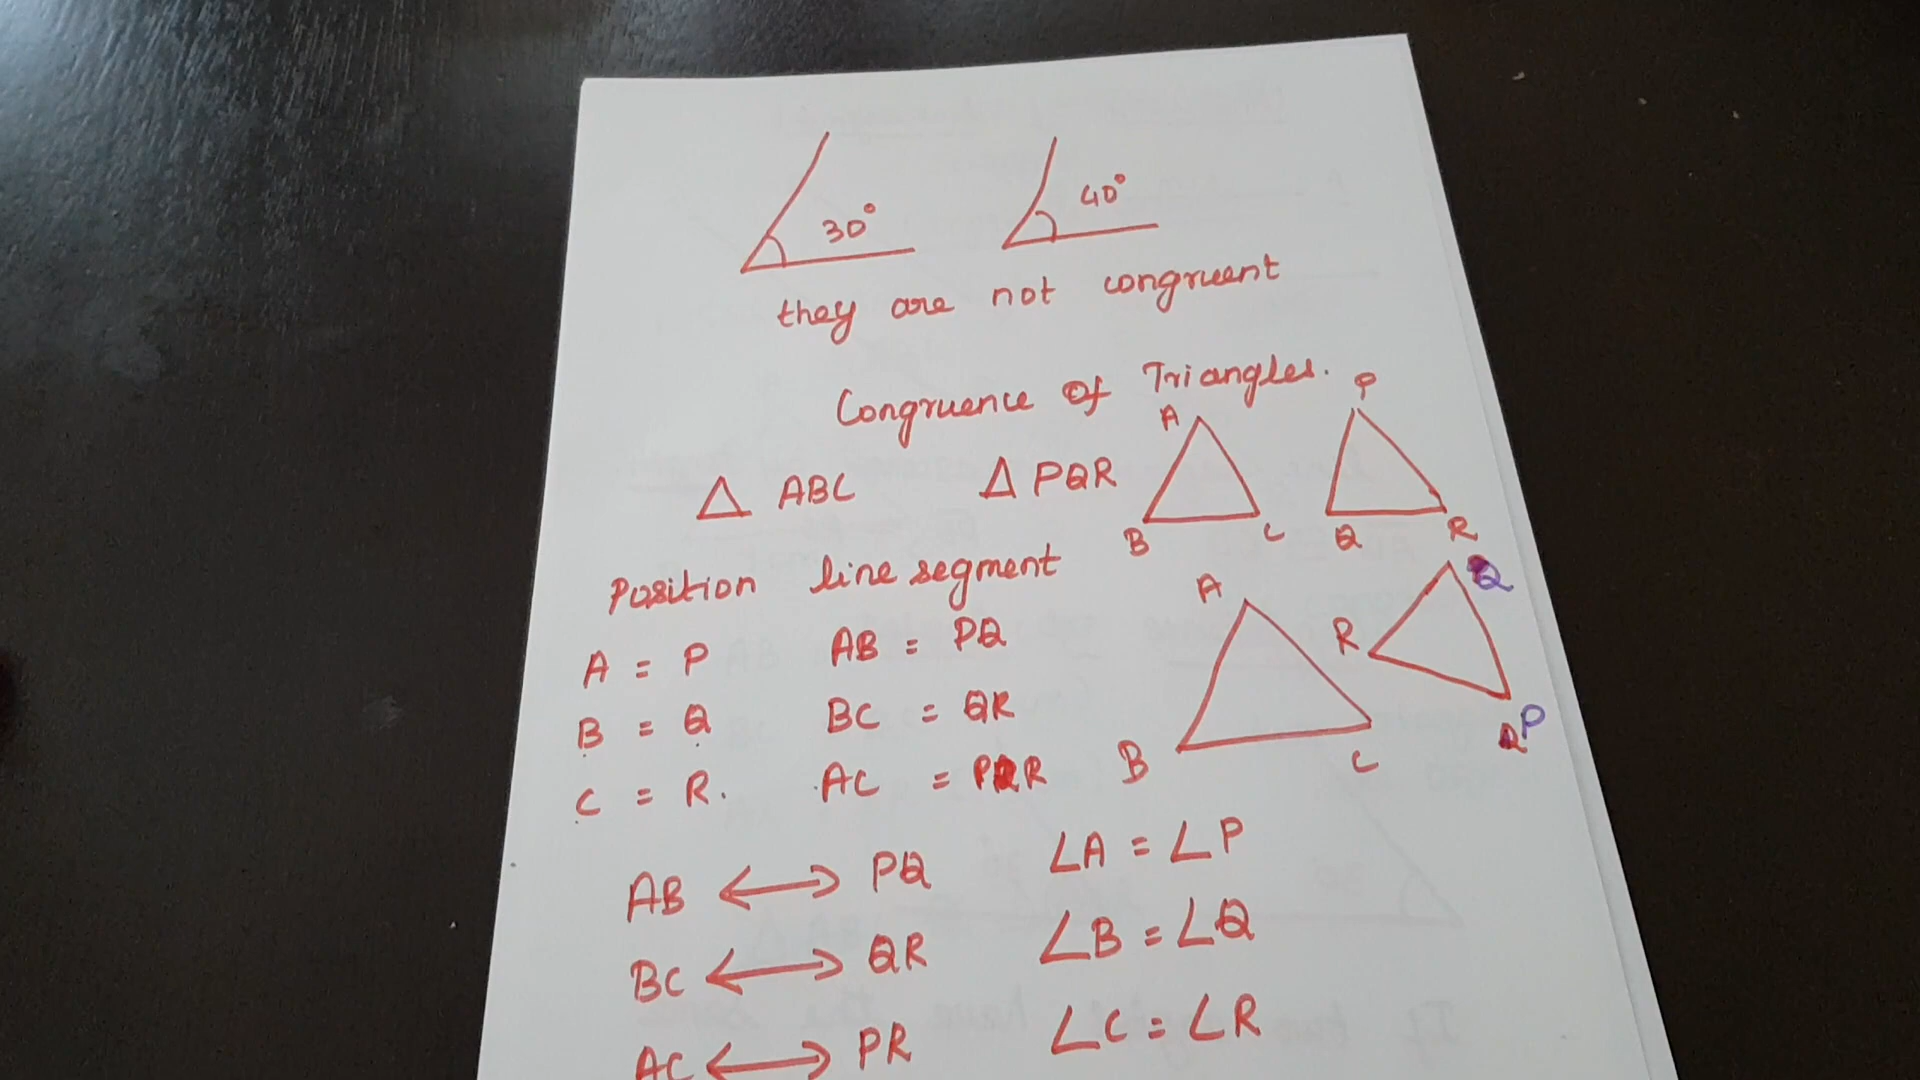 30° 40°
they are not congruent
Congruence of Triangles.
△ ABC △ PQR
A
B C
P
Q R
Position line segment
A = P AB = PQ
B = Q BC = QR
C = R. AC = PR
A
B C
Q
R
P
AB ⟷ PQ ∠A = ∠P
BC ⟷ QR ∠B = ∠Q
AC ⟷ PR ∠C = ∠R